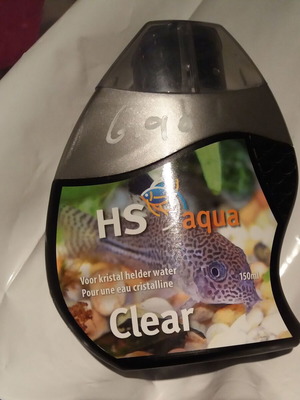 HS aqua
Voor kristal helder water
Pour une eau cristalline
150ml
Clear